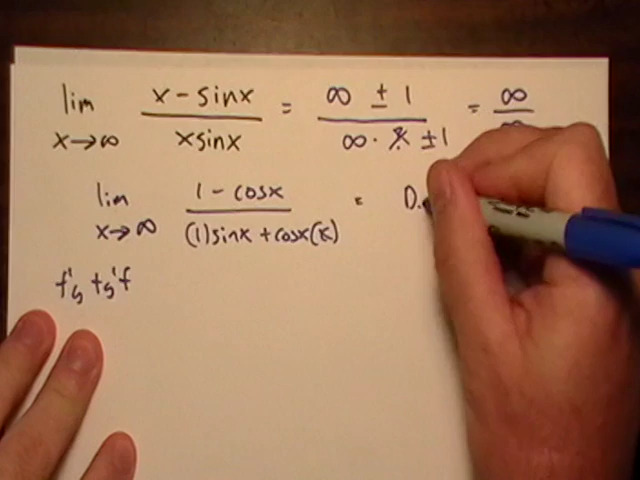 lim x→∞ (x - sinx)/(xsinx) = (∞ ± 1)/(∞ · ±1) = ∞/∞
lim x→∞ (1 - cosx)/((1)sinx + cosx(x)) = D.
f'g + g'f